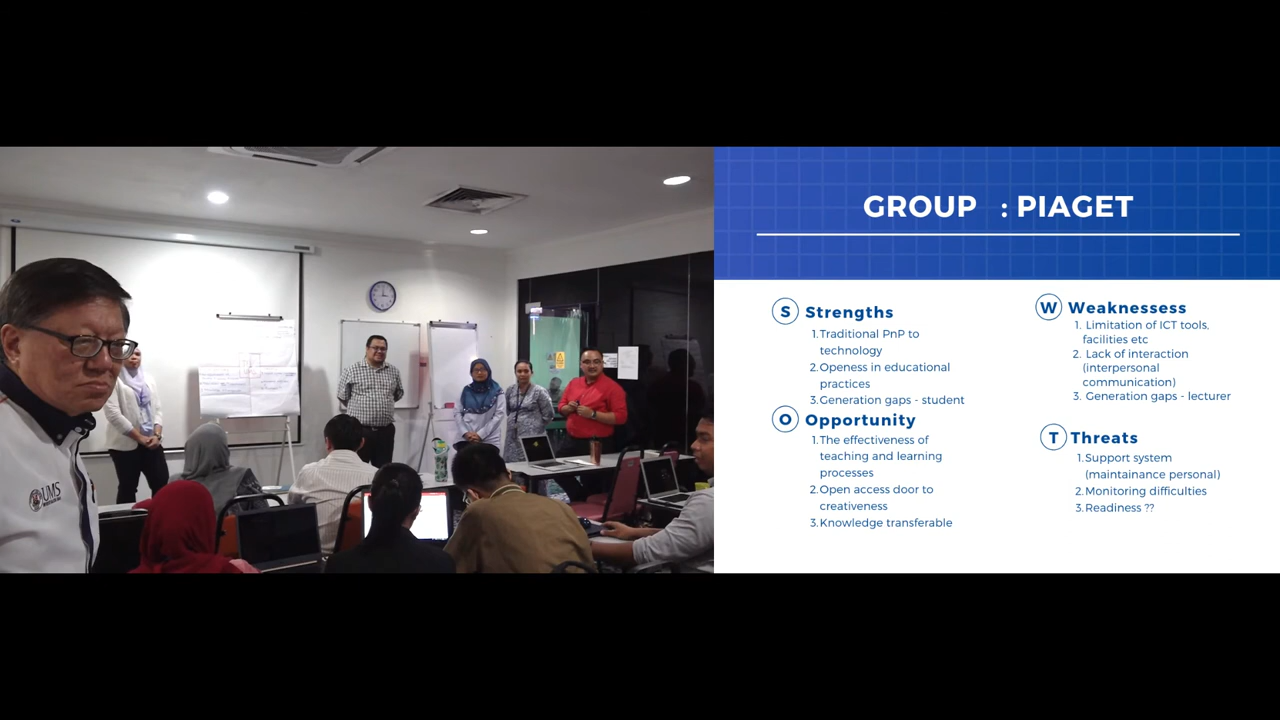 UMS
GROUP : PIAGET
S Strengths
1.Traditional PnP to
technology
2.Openess in educational
practices
3.Generation gaps - student
O Opportunity
1.The effectiveness of
teaching and learning
processes
2.Open access door to
creativeness
3.Knowledge transferable
W Weaknessess
1. Limitation of ICT tools,
facilities etc
2. Lack of interaction
(interpersonal
communication)
3. Generation gaps - lecturer
T Threats
1.Support system
(maintainance personal)
2.Monitoring difficulties
3.Readiness ??